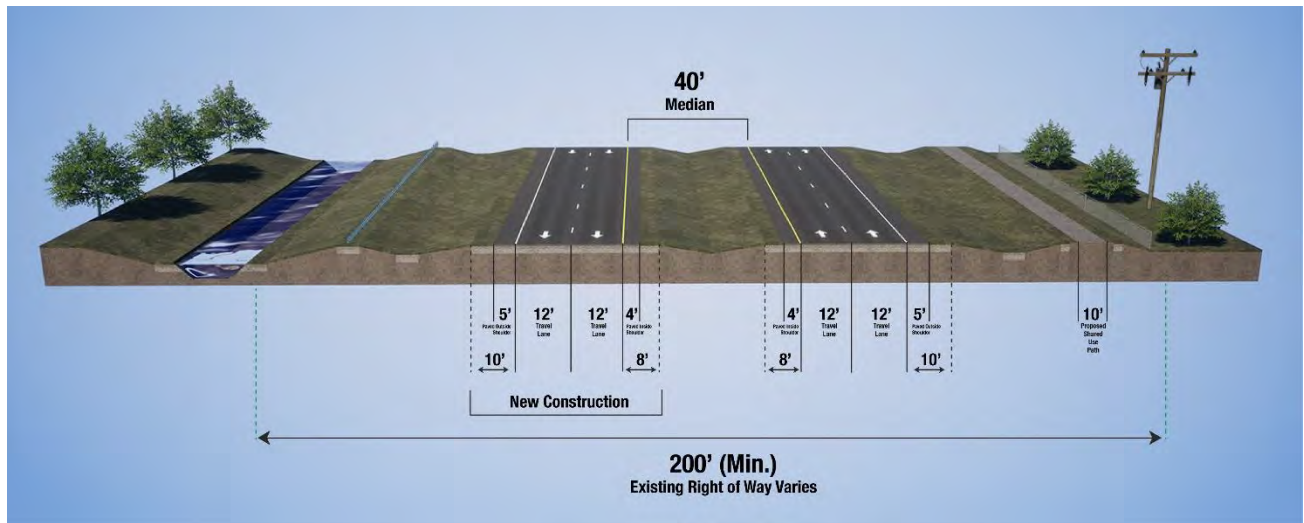 40’
Median
5’
Paved Outside
Shoulder
12’
Travel
Lane
12’
Travel
Lane
4’
Paved Inside
Shoulder
4’
Paved Inside
Shoulder
12’
Travel
Lane
12’
Travel
Lane
5’
Paved Outside
Shoulder
10’
Proposed
Shared
Use
Path
10’
8’
8’
10’
New Construction
200’ (Min.)
Existing Right of Way Varies